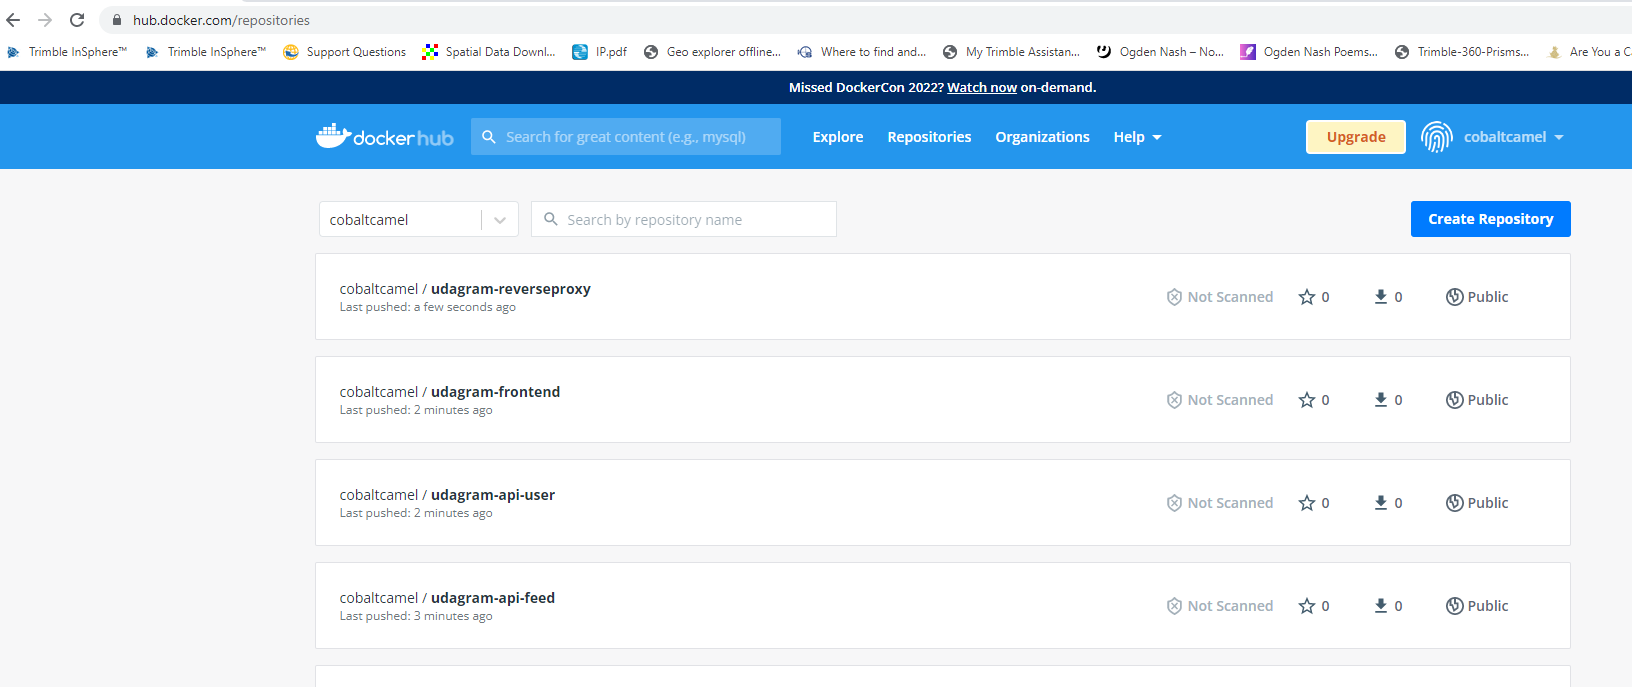 hub.docker.com/repositories
Trimble InSphere™ Trimble InSphere™ Support Questions Spatial Data Downl... IP.pdf Geo explorer offline... Where to find and... My Trimble Assistan... Ogden Nash – No... Ogden Nash Poems... Trimble-360-Prisms... Are You a C
Missed DockerCon 2022? Watch now on-demand.
dockerhub Search for great content (e.g., mysql) Explore Repositories Organizations Help Upgrade cobaltcamel
cobaltcamel Search by repository name Create Repository
cobaltcamel / udagram-reverseproxy
Last pushed: a few seconds ago
Not Scanned 0 0 Public
cobaltcamel / udagram-frontend
Last pushed: 2 minutes ago
Not Scanned 0 0 Public
cobaltcamel / udagram-api-user
Last pushed: 2 minutes ago
Not Scanned 0 0 Public
cobaltcamel / udagram-api-feed
Last pushed: 3 minutes ago
Not Scanned 0 0 Public